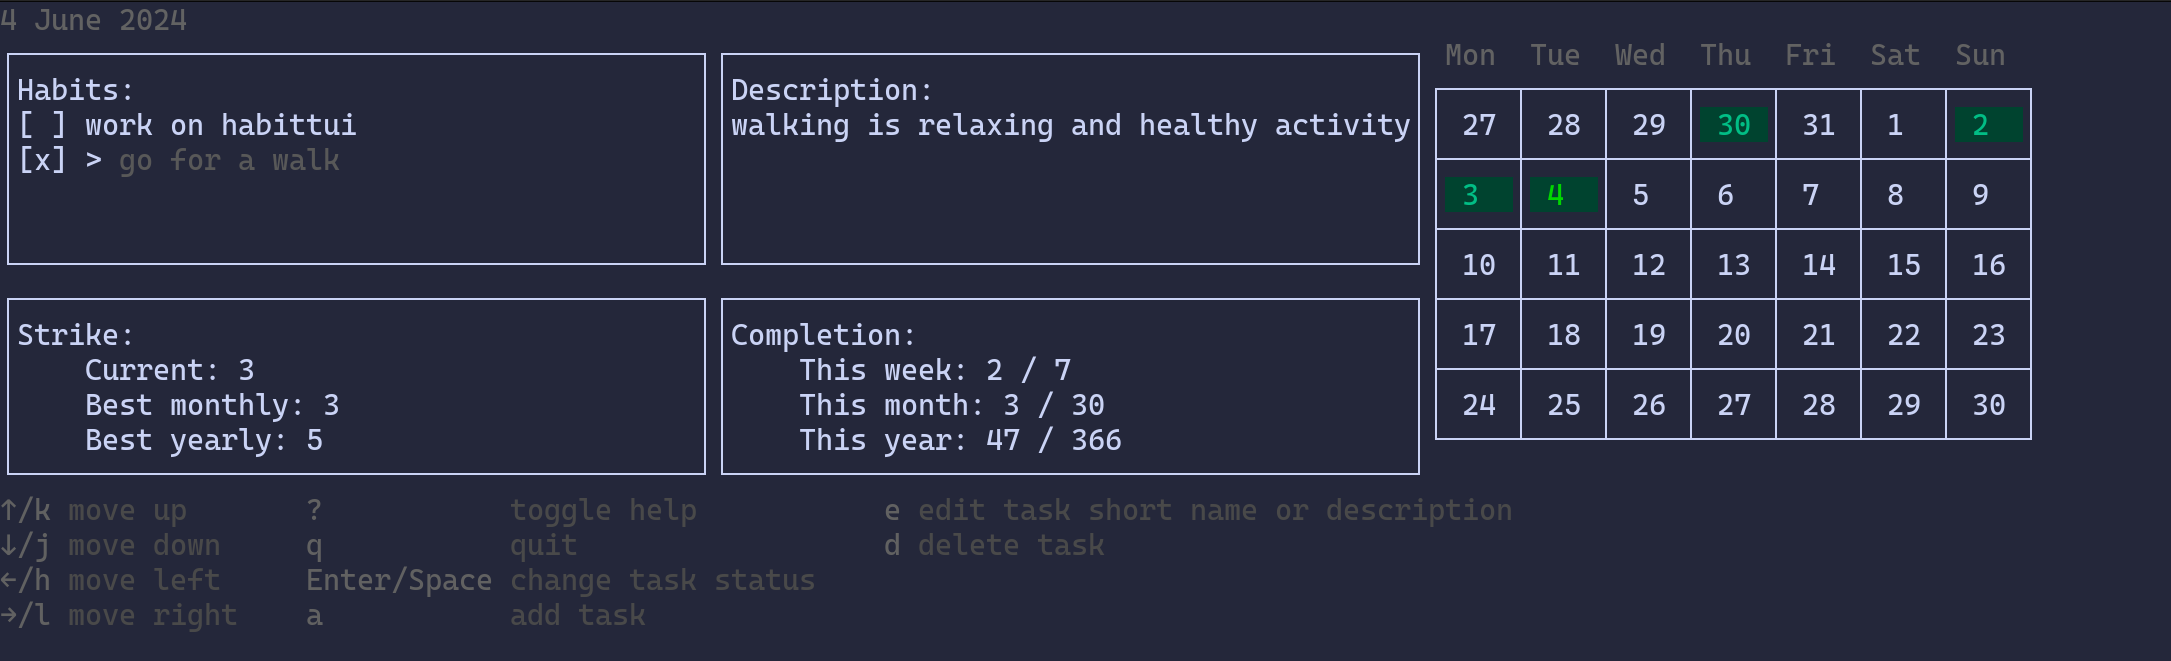 4 June 2024
Habits:
[ ] work on habittui
[x] > go for a walk
Description:
walking is relaxing and healthy activity
Strike:
Current: 3
Best monthly: 3
Best yearly: 5
Completion:
This week: 2 / 7
This month: 3 / 30
This year: 47 / 366
Mon Tue Wed Thu Fri Sat Sun
27 28 29 30 31 1 2
3 4 5 6 7 8 9
10 11 12 13 14 15 16
17 18 19 20 21 22 23
24 25 26 27 28 29 30
↑/k move up ? toggle help e edit task short name or description
↓/j move down q quit d delete task
←/h move left Enter/Space change task status
→/l move right a add task